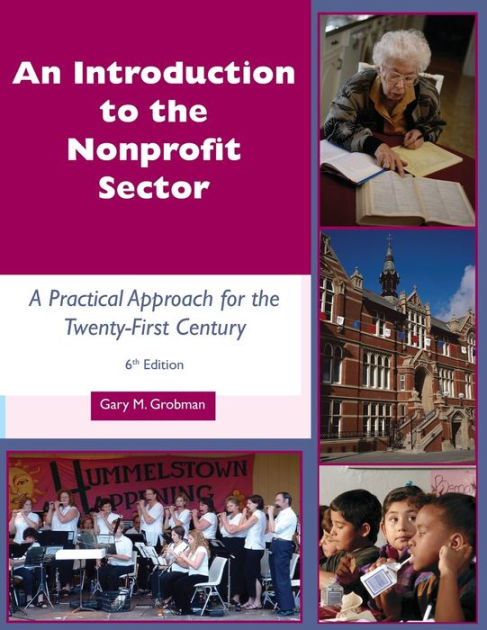 An Introduction
to the
Nonprofit
Sector
A Practical Approach for the
Twenty-First Century
6th Edition
Gary M. Grobman
HUMMELSTOWN
HAPPENING